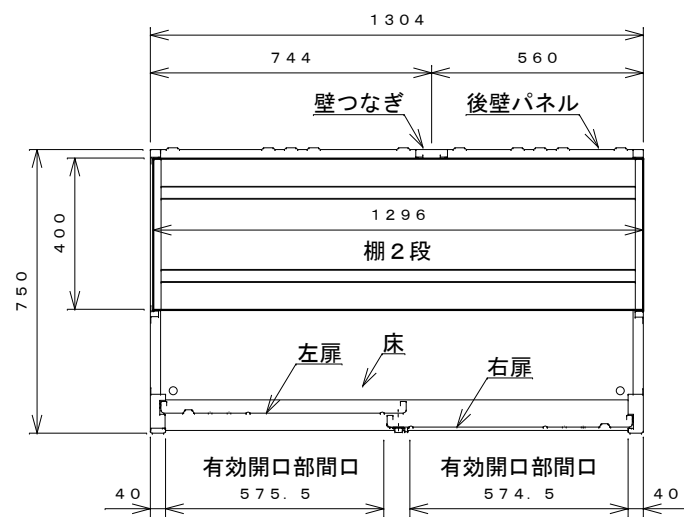 1304
744 560
壁つなぎ 後壁パネル
1296
400
棚2段
750
床
左扉
右扉
有効開口部間口 有効開口部間口
40 575.5 574.5 40